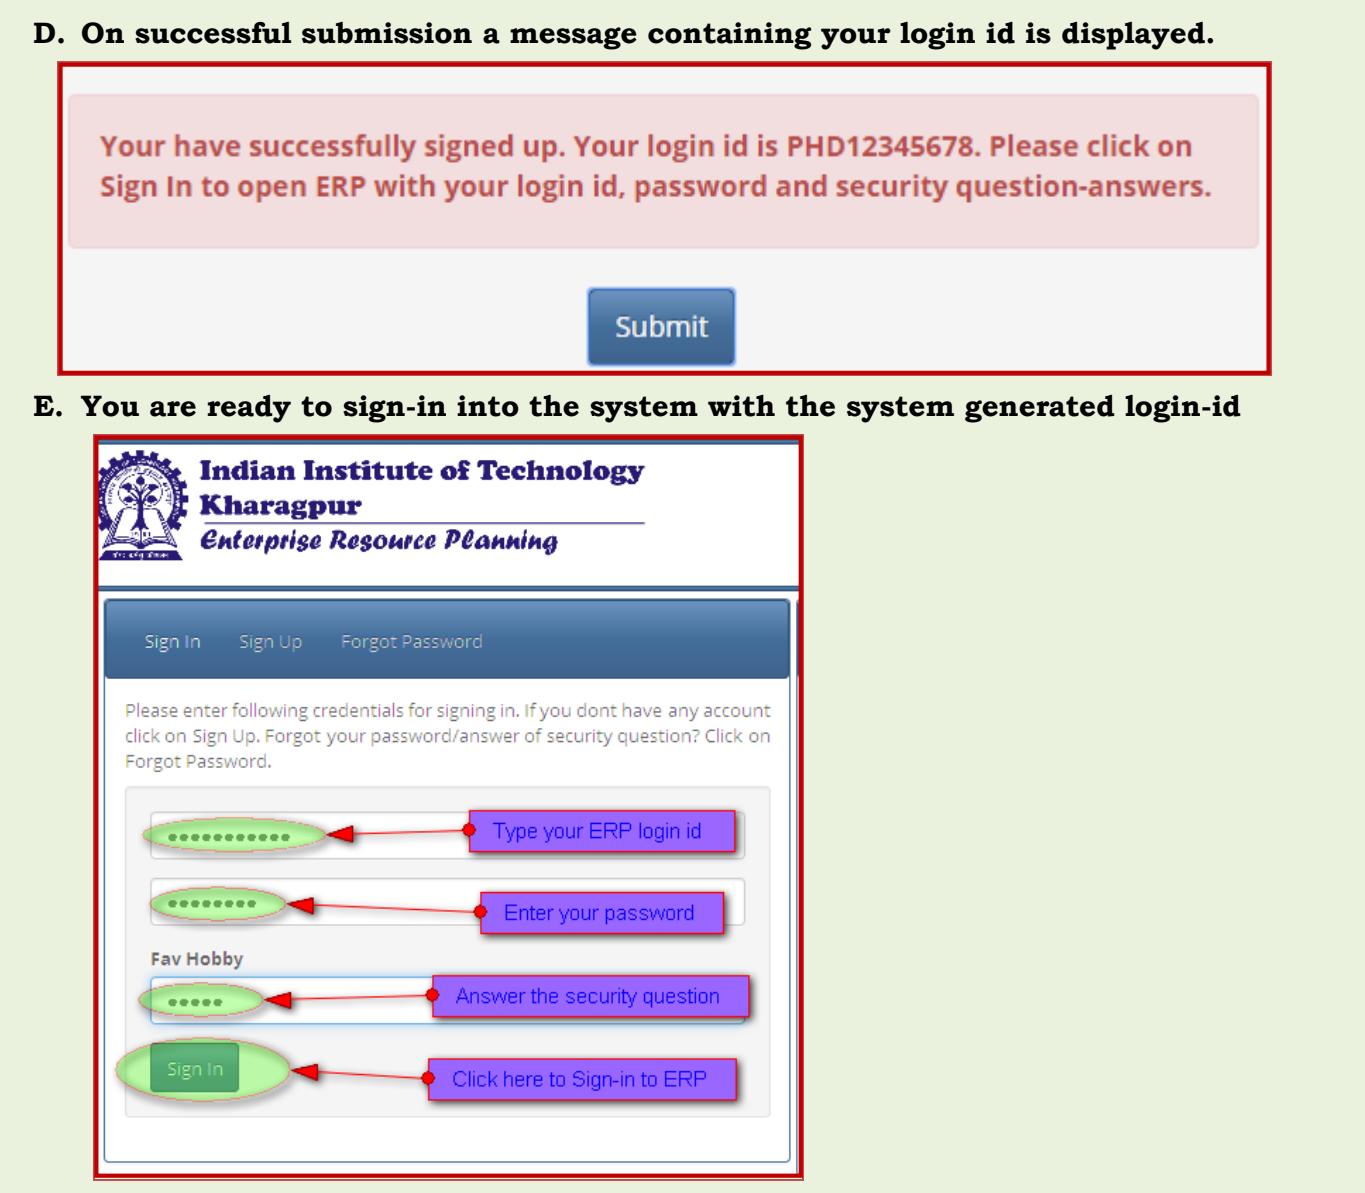 D. On successful submission a message containing your login id is displayed.
Your have successfully signed up. Your login id is PHD12345678. Please click on
Sign In to open ERP with your login id, password and security question-answers.
Submit
E. You are ready to sign-in into the system with the system generated login-id
Indian Institute of Technology
Kharagpur
Enterprise Resource Planning
Sign In Sign Up Forgot Password
Please enter following credentials for signing in. If you dont have any account
click on Sign Up. Forgot your password/answer of security question? Click on
Forgot Password.
Type your ERP login id
Enter your password
Fav Hobby
Answer the security question
Sign In
Click here to Sign-in to ERP